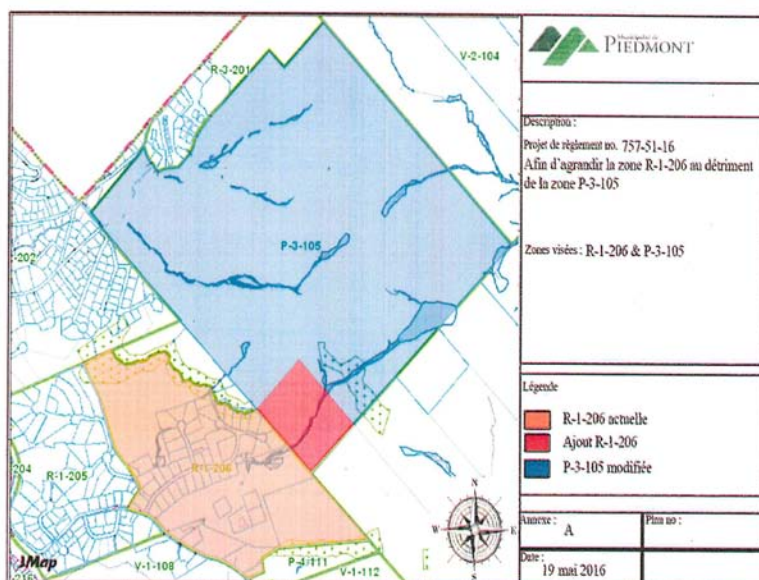 R-3-201
V-2-104
P-3-105
-202
R-1-206
204
R-1-205
V-1-108
P-4/111
V-1-112
JMap
N
W
E
S
Municipalité de
PIEDMONT
Description :
Projet de règlement no. 757-51-16
Afin d'agrandir la zone R-1-206 au détriment
de la zone P-3-105
Zones visées : R-1-206 & P-3-105
Légende
R-1-206 actuelle
Ajout R-1-206
P-3-105 modifiée
Annexe :
A
Plan no :
Date :
19 mai 2016